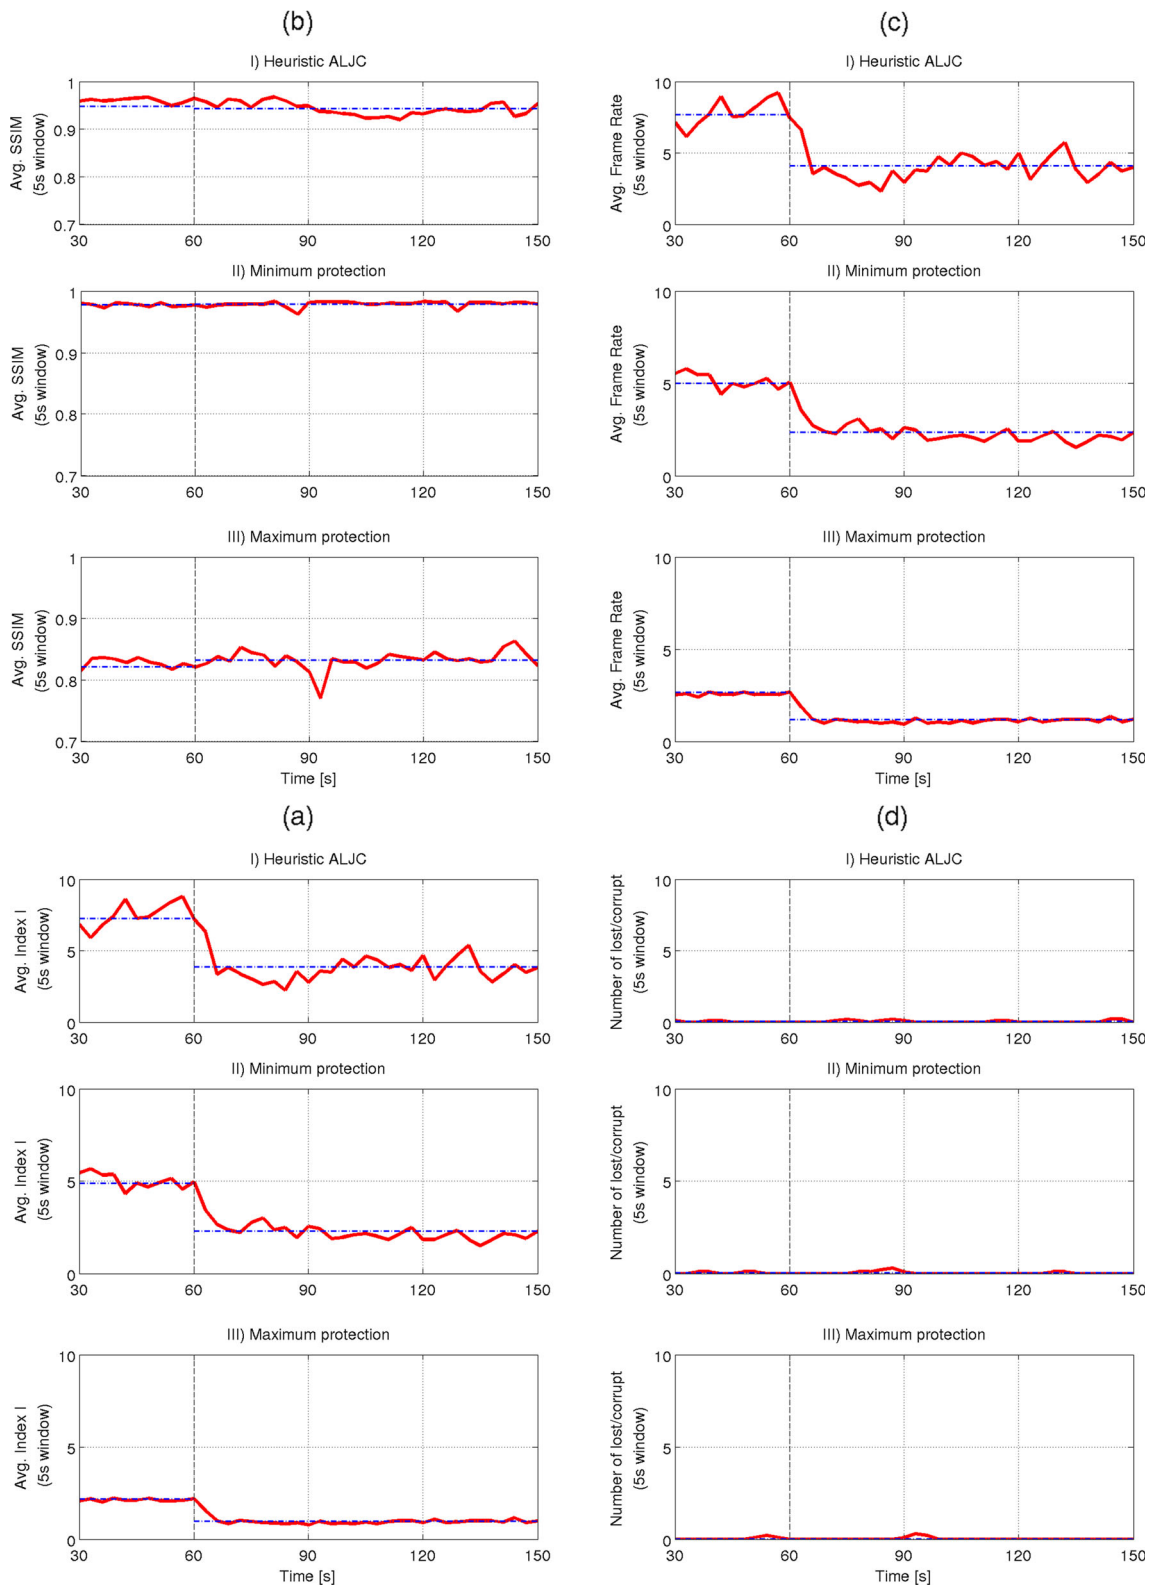 (b)
I) Heuristic ALJC
Avg. SSIM
(5s window)
1
0.9
0.8
0.7
30 60 90 120 150
II) Minimum protection
Avg. SSIM
(5s window)
1
0.9
0.8
0.7
30 60 90 120 150
III) Maximum protection
Avg. SSIM
(5s window)
1
0.9
0.8
0.7
30 60 90 120 150
Time [s]
(c)
I) Heuristic ALJC
Avg. Frame Rate
(5s window)
10
5
0
30 60 90 120 150
II) Minimum protection
Avg. Frame Rate
(5s window)
10
5
0
30 60 90 120 150
III) Maximum protection
Avg. Frame Rate
(5s window)
10
5
0
30 60 90 120 150
Time [s]
(a)
I) Heuristic ALJC
Avg. Index I
(5s window)
10
5
0
30 60 90 120 150
II) Minimum protection
Avg. Index I
(5s window)
10
5
0
30 60 90 120 150
III) Maximum protection
Avg. Index I
(5s window)
10
5
0
30 60 90 120 150
Time [s]
(d)
I) Heuristic ALJC
Number of lost/corrupt
(5s window)
10
5
0
30 60 90 120 150
II) Minimum protection
Number of lost/corrupt
(5s window)
10
5
0
30 60 90 120 150
III) Maximum protection
Number of lost/corrupt
(5s window)
10
5
0
30 60 90 120 150
Time [s]